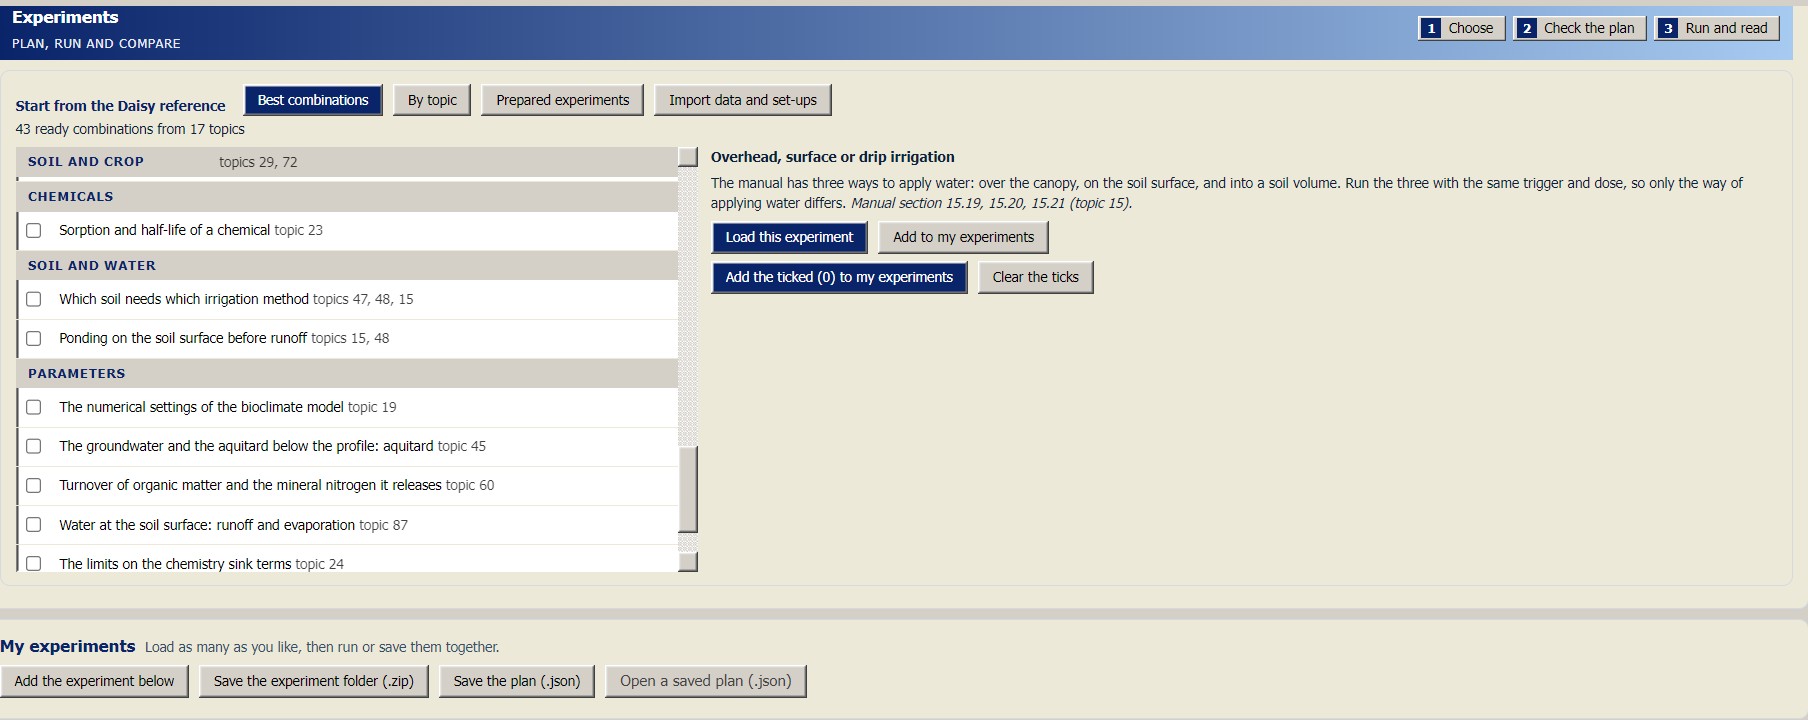 Experiments
PLAN, RUN AND COMPARE
1 Choose
2 Check the plan
3 Run and read
Start from the Daisy reference
Best combinations
By topic
Prepared experiments
Import data and set-ups
43 ready combinations from 17 topics
SOIL AND CROP topics 29, 72
CHEMICALS
Sorption and half-life of a chemical topic 23
SOIL AND WATER
Which soil needs which irrigation method topics 47, 48, 15
Ponding on the soil surface before runoff topics 15, 48
PARAMETERS
The numerical settings of the bioclimate model topic 19
The groundwater and the aquitard below the profile: aquitard topic 45
Turnover of organic matter and the mineral nitrogen it releases topic 60
Water at the soil surface: runoff and evaporation topic 87
The limits on the chemistry sink terms topic 24
Overhead, surface or drip irrigation
The manual has three ways to apply water: over the canopy, on the soil surface, and into a soil volume. Run the three with the same trigger and dose, so only the way of
applying water differs. Manual section 15.19, 15.20, 15.21 (topic 15).
Load this experiment
Add to my experiments
Add the ticked (0) to my experiments
Clear the ticks
My experiments Load as many as you like, then run or save them together.
Add the experiment below
Save the experiment folder (.zip)
Save the plan (.json)
Open a saved plan (.json)